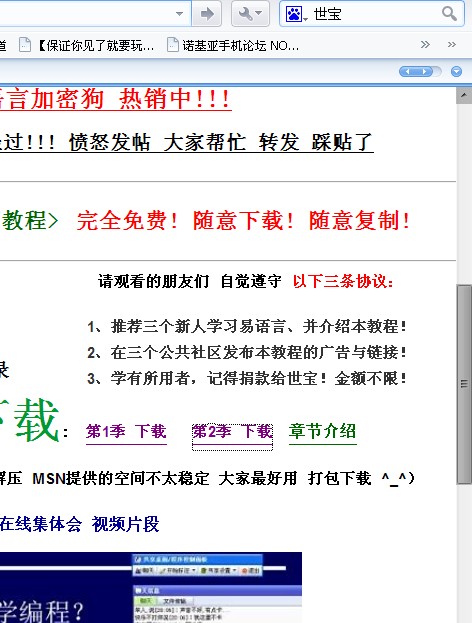 世宝
【保证你见了就要玩... 诺基亚手机论坛 NO...
言加密狗 热销中!!!
过!!! 愤怒发帖 大家帮忙 转发 踩贴了
教程> 完全免费! 随意下载! 随意复制!
请观看的朋友们 自觉遵守 以下三条协议:
1、推荐三个新人学习易语言、并介绍本教程!
2、在三个公共社区发布本教程的广告与链接!
3、学有所用者, 记得捐款给世宝! 金额不限!
录
下载: 第1季 下载 第2季 下载 章节介绍
解压 MSN提供的空间不太稳定 大家最好用 打包下载 ^_^)
在线集体会 视频片段
学编程?